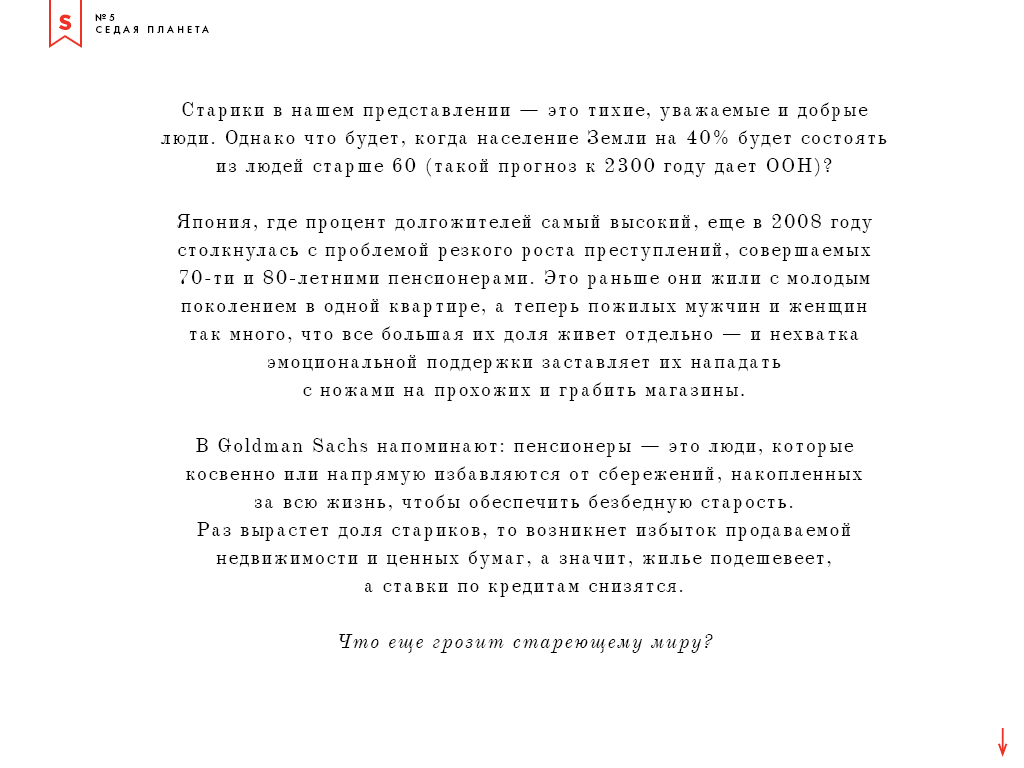 S
№5
СЕДАЯ ПЛАНЕТА
Старики в нашем представлении — это тихие, уважаемые и добрые
люди. Однако что будет, когда население Земли на 40% будет состоять
из людей старше 60 (такой прогноз к 2300 году дает ООН)?
Япония, где процент долгожителей самый высокий, еще в 2008 году
столкнулась с проблемой резкого роста преступлений, совершаемых
70-ти и 80-летними пенсионерами. Это раньше они жили с молодым
поколением в одной квартире, а теперь пожилых мужчин и женщин
так много, что все большая их доля живет отдельно — и нехватка
эмоциональной поддержки заставляет их нападать
с ножами на прохожих и грабить магазины.
В Goldman Sachs напоминают: пенсионеры — это люди, которые
косвенно или напрямую избавляются от сбережений, накопленных
за всю жизнь, чтобы обеспечить безбедную старость.
Раз вырастет доля стариков, то возникнет избыток продаваемой
недвижимости и ценных бумаг, а значит, жилье подешевеет,
а ставки по кредитам снизятся.
Что еще грозит стареющему миру?